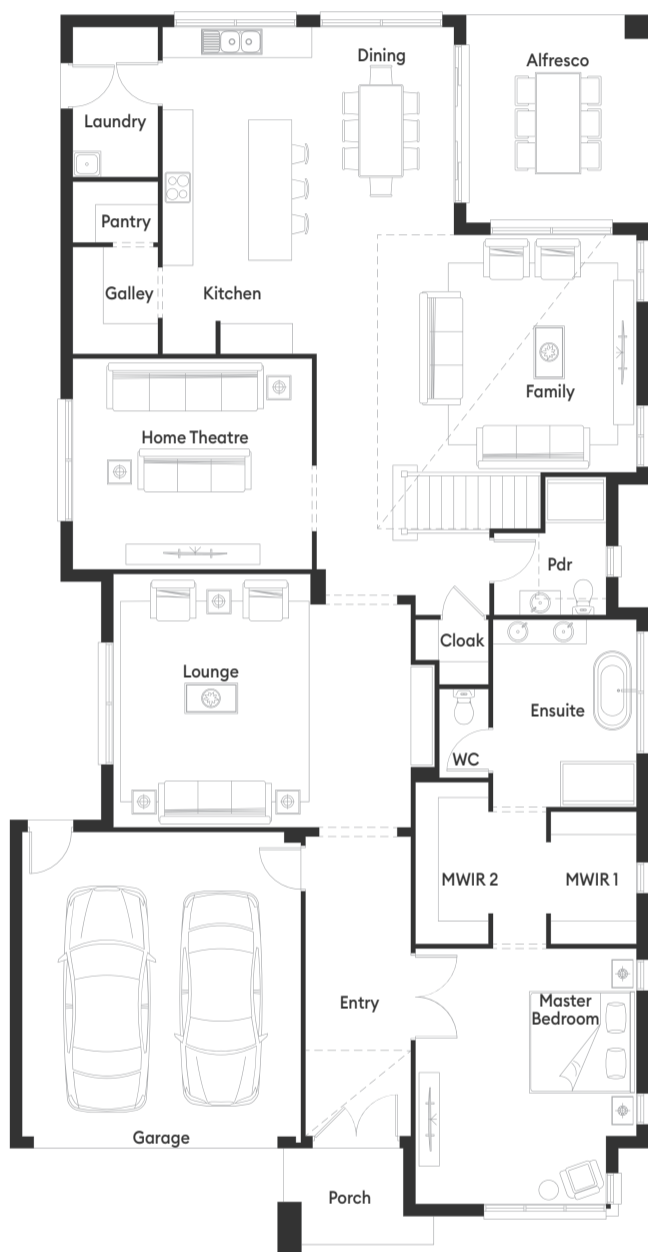 Dining
Alfresco
Laundry
Pantry
Galley
Kitchen
Family
Home Theatre
Pdr
Cloak
Lounge
Ensuite
WC
MWIR 2
MWIR 1
Entry
Master
Bedroom
Garage
Porch